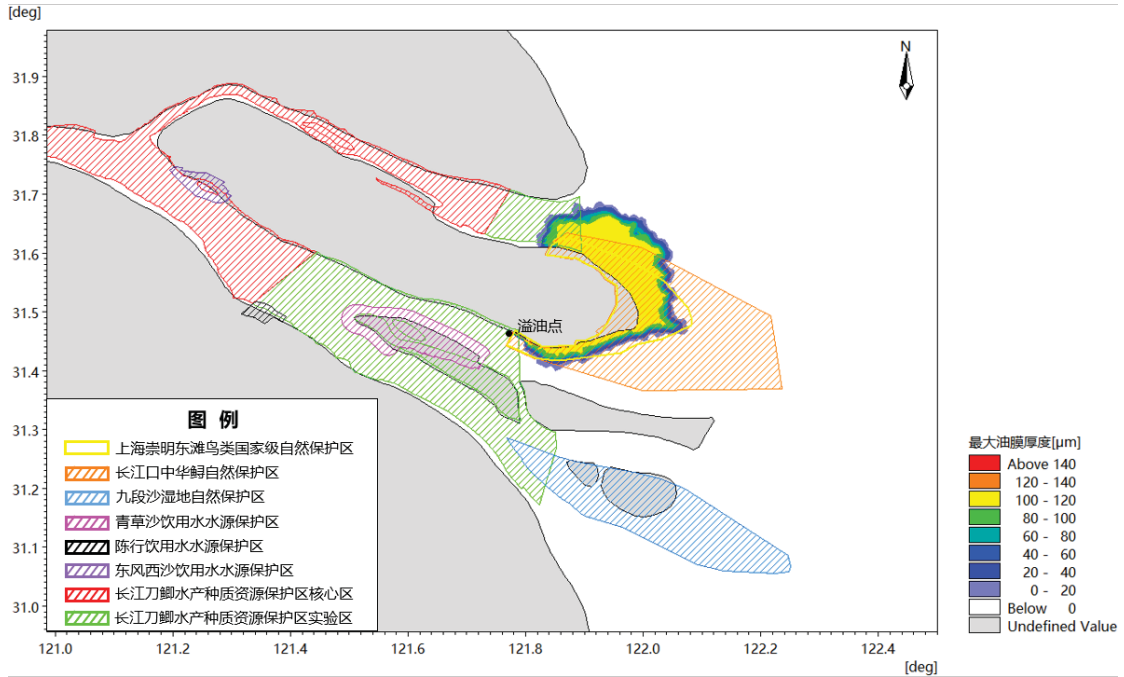 [deg]
N
31.9
31.8
31.7
31.6
31.5
31.4
31.3
31.2
31.1
31.0
溢油点
图 例
上海崇明东滩鸟类国家级自然保护区
长江口中华鲟自然保护区
九段沙湿地自然保护区
青草沙饮用水水源保护区
陈行饮用水水源保护区
东风西沙饮用水水源保护区
长江刀鲫水产种质资源保护区核心区
长江刀鲫水产种质资源保护区实验区
最大油膜厚度[μm]
Above 140
120 - 140
100 - 120
80 - 100
60 - 80
40 - 60
20 - 40
0 - 20
Below 0
Undefined Value
121.0 121.2 121.4 121.6 121.8 122.0 122.2 122.4
[deg]